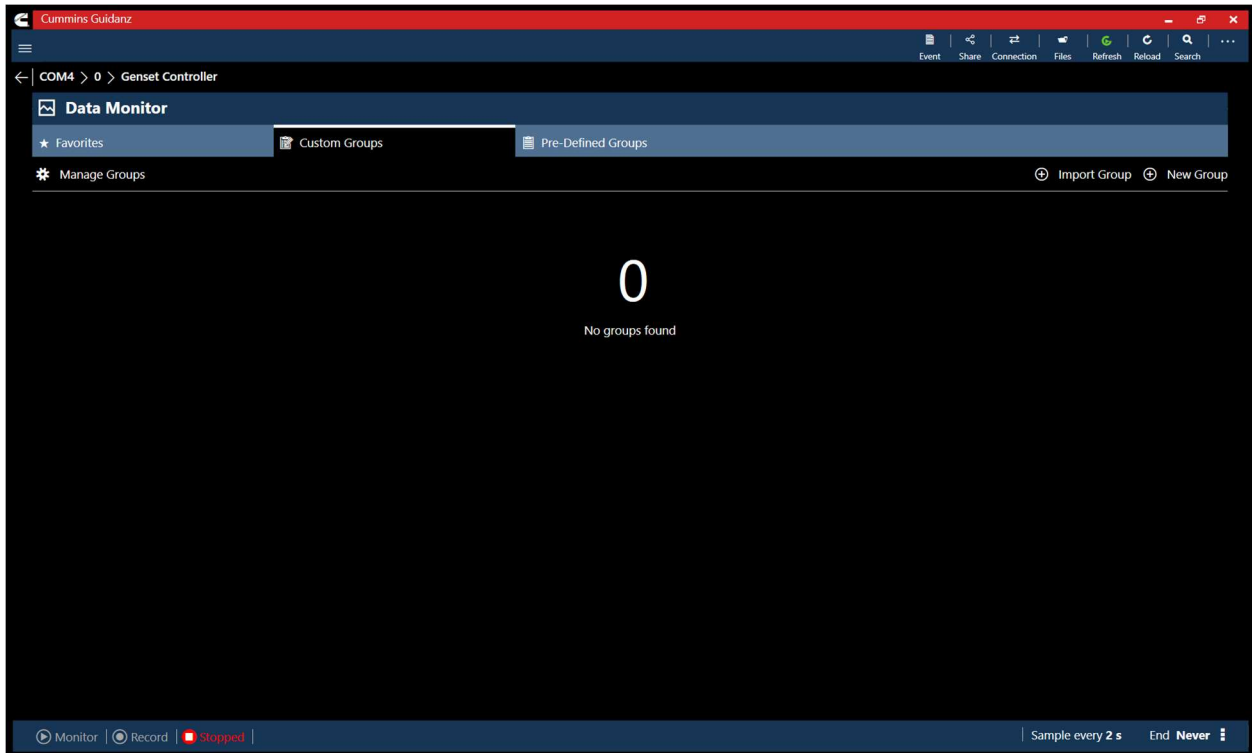 Cummins Guidanz
Event Share Connection Files Refresh Reload Search
COM4 > 0 > Genset Controller
Data Monitor
Favorites Custom Groups Pre-Defined Groups
Manage Groups Import Group New Group
0
No groups found
Monitor Record Stopped Sample every 2 s End Never